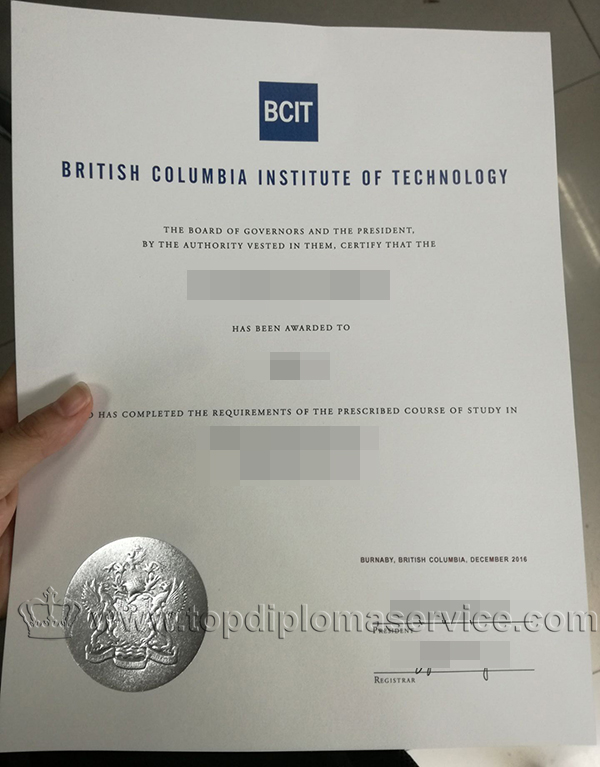 BCIT
BRITISH COLUMBIA INSTITUTE OF TECHNOLOGY
THE BOARD OF GOVERNORS AND THE PRESIDENT,
BY THE AUTHORITY VESTED IN THEM, CERTIFY THAT THE
HAS BEEN AWARDED TO
HAS COMPLETED THE REQUIREMENTS OF THE PRESCRIBED COURSE OF STUDY IN
BURNABY, BRITISH COLUMBIA, DECEMBER 2016
www.topdiplomaservice.com
PRESIDENT
REGISTRAR